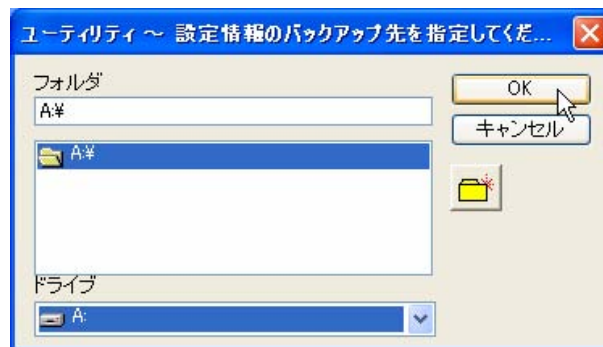 ユーティリティ ～ 設定情報のバックアップ先を指定してくだ...
フォルダ
A:¥
OK
キャンセル
A:¥
ドライブ
A: